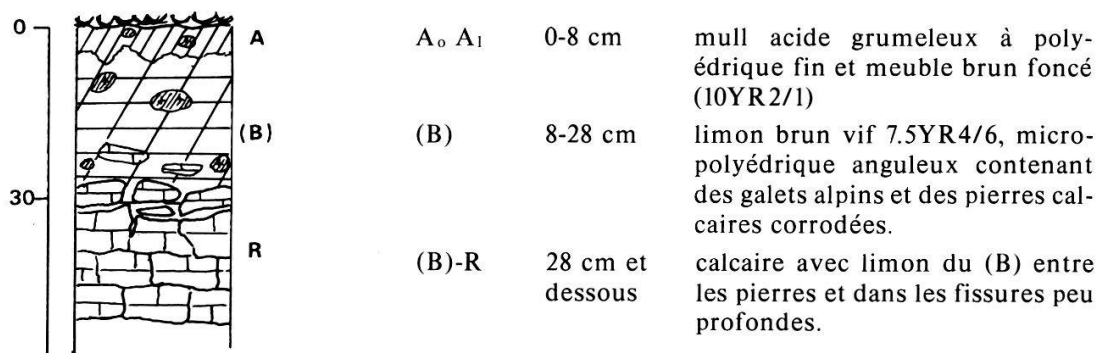 0
A
(B)
30
R
A₀ A₁ 0-8 cm mull acide grumeleux à poly-
édrique fin et meuble brun foncé
(10YR2/1)
(B) 8-28 cm limon brun vif 7.5YR4/6, micro-
polyédrique anguleux contenant
des galets alpins et des pierres cal-
caires corrodées.
(B)-R 28 cm et calcaire avec limon du (B) entre
dessous les pierres et dans les fissures peu
profondes.